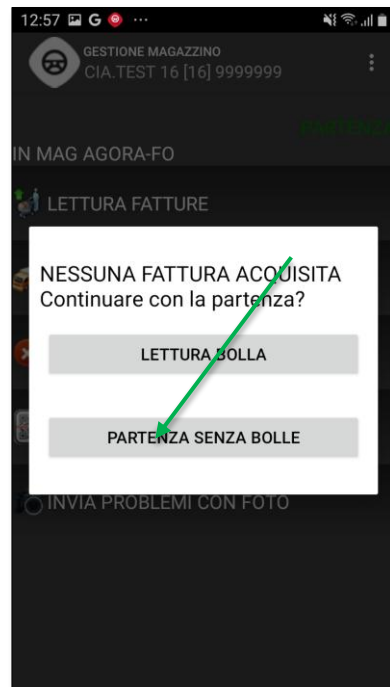 12:57 G ...
GESTIONE MAGAZZINO
CIA.TEST 16 [16] 9999999
partenza
IN MAG AGORA-FO
LETTURA FATTURE
NESSUNA FATTURA ACQUISITA
Continuare con la partenza?
LETTURA BOLLA
PARTENZA SENZA BOLLE
INVIA PROBLEMI CON FOTO